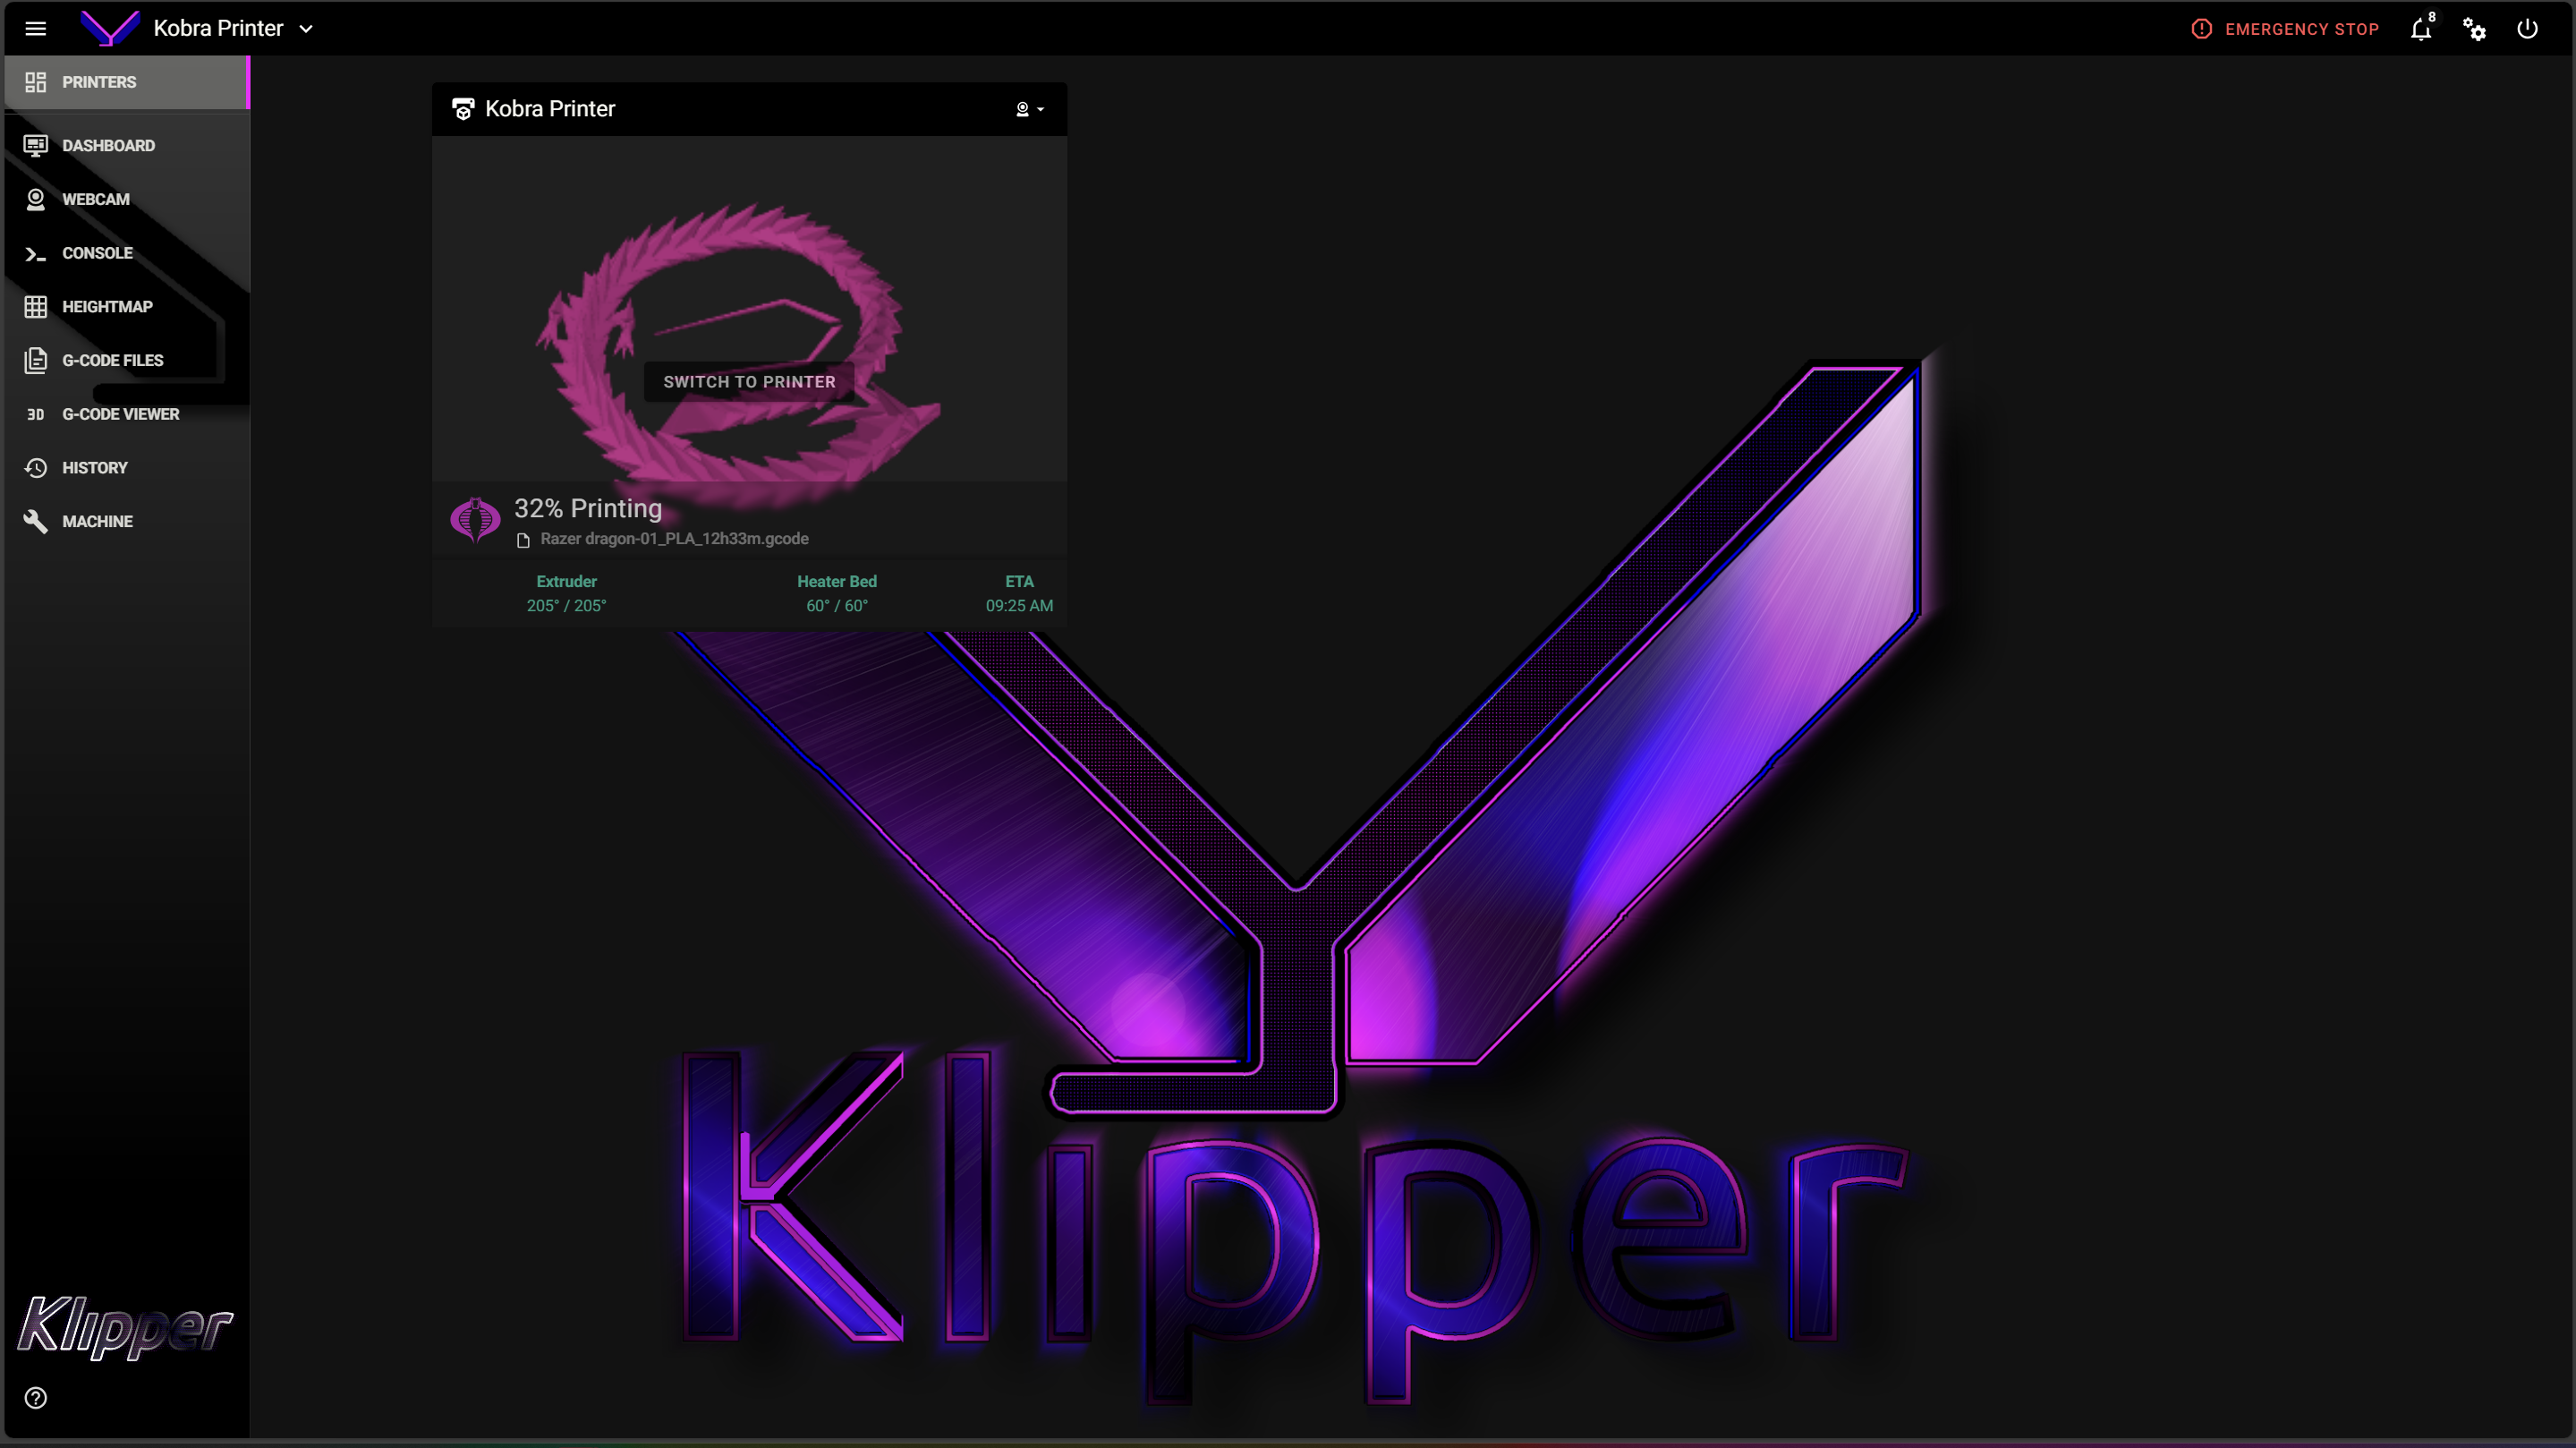 Kobra Printer
EMERGENCY STOP
8
PRINTERS
DASHBOARD
WEBCAM
CONSOLE
HEIGHTMAP
G-CODE FILES
3D G-CODE VIEWER
HISTORY
MACHINE
Klipper
Kobra Printer
SWITCH TO PRINTER
32% Printing
Razer dragon-01_PLA_12h33m.gcode
Extruder Heater Bed ETA
205° / 205° 60° / 60° 09:25 AM
Klipper